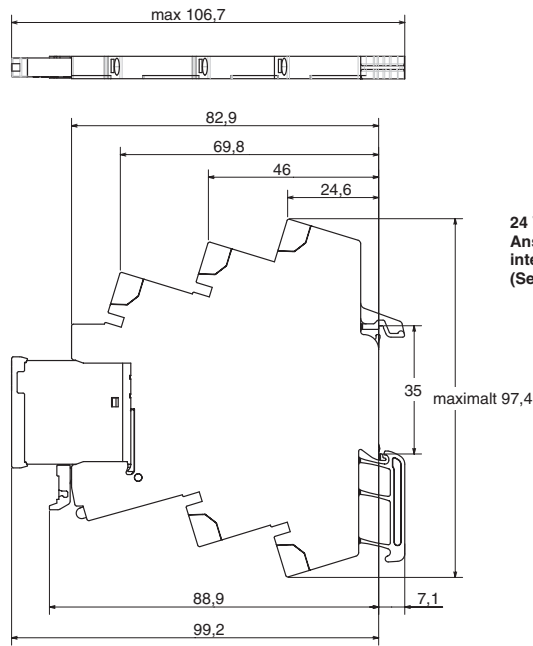 max 106,7
82,9
69,8
46
24,6
24
Ans
inte
(Se
35
maximalt 97,4
88,9
7,1
99,2